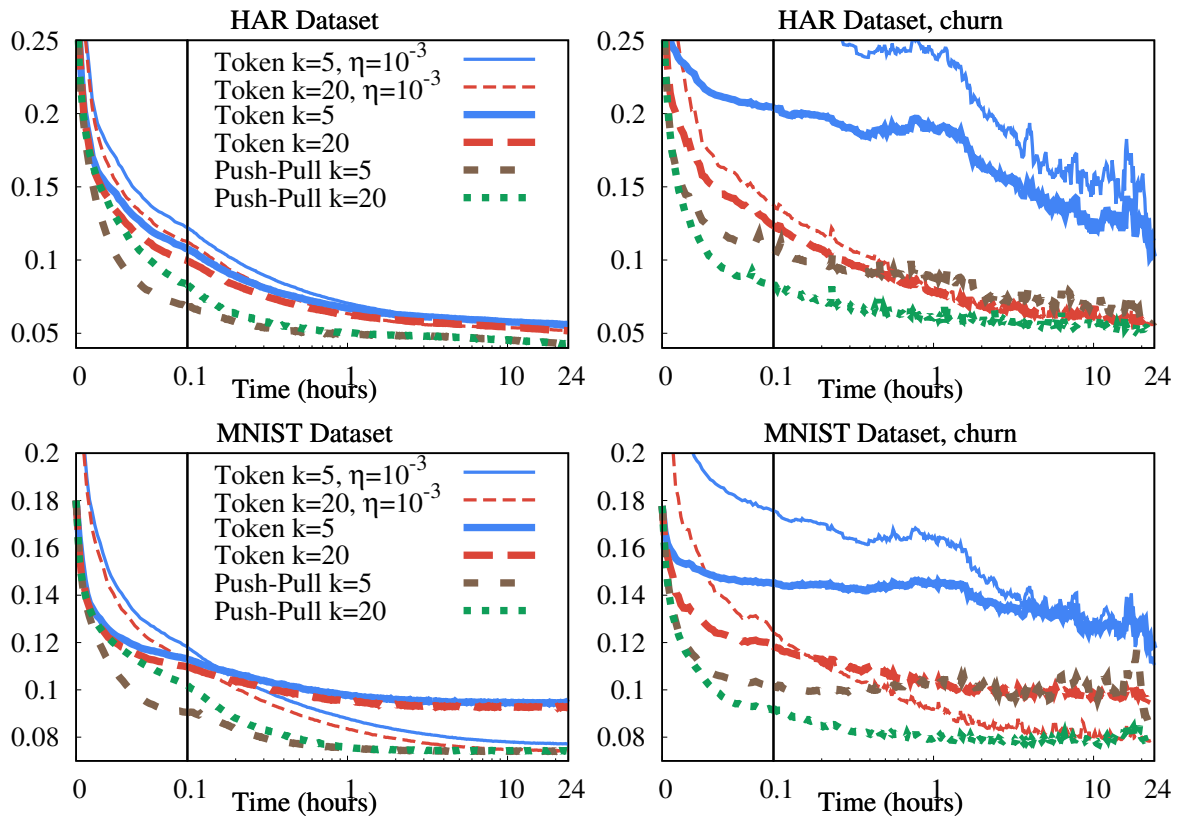 HAR Dataset
0.25
0.2
0.15
0.1
0.05
Token k=5, η=10⁻³
Token k=20, η=10⁻³
Token k=5
Token k=20
Push-Pull k=5
Push-Pull k=20
0 0.1 1 10 24
Time (hours)
HAR Dataset, churn
0.25
0.2
0.15
0.1
0.05
0 0.1 1 10 24
Time (hours)
MNIST Dataset
0.2
0.18
0.16
0.14
0.12
0.1
0.08
Token k=5, η=10⁻³
Token k=20, η=10⁻³
Token k=5
Token k=20
Push-Pull k=5
Push-Pull k=20
0 0.1 1 10 24
Time (hours)
MNIST Dataset, churn
0.2
0.18
0.16
0.14
0.12
0.1
0.08
0 0.1 1 10 24
Time (hours)